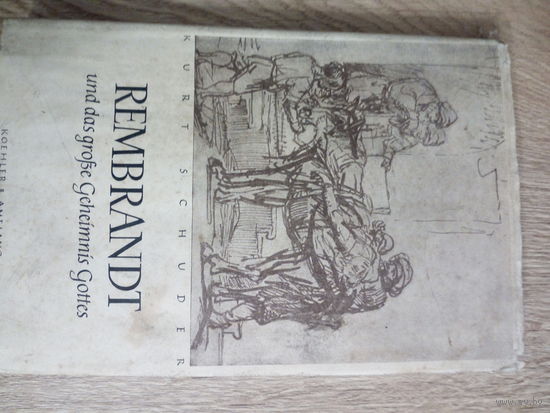 KURT SCHUDER
REMBRANDT
und das große Geheimnis Gottes
KOEHLER & AMELANG